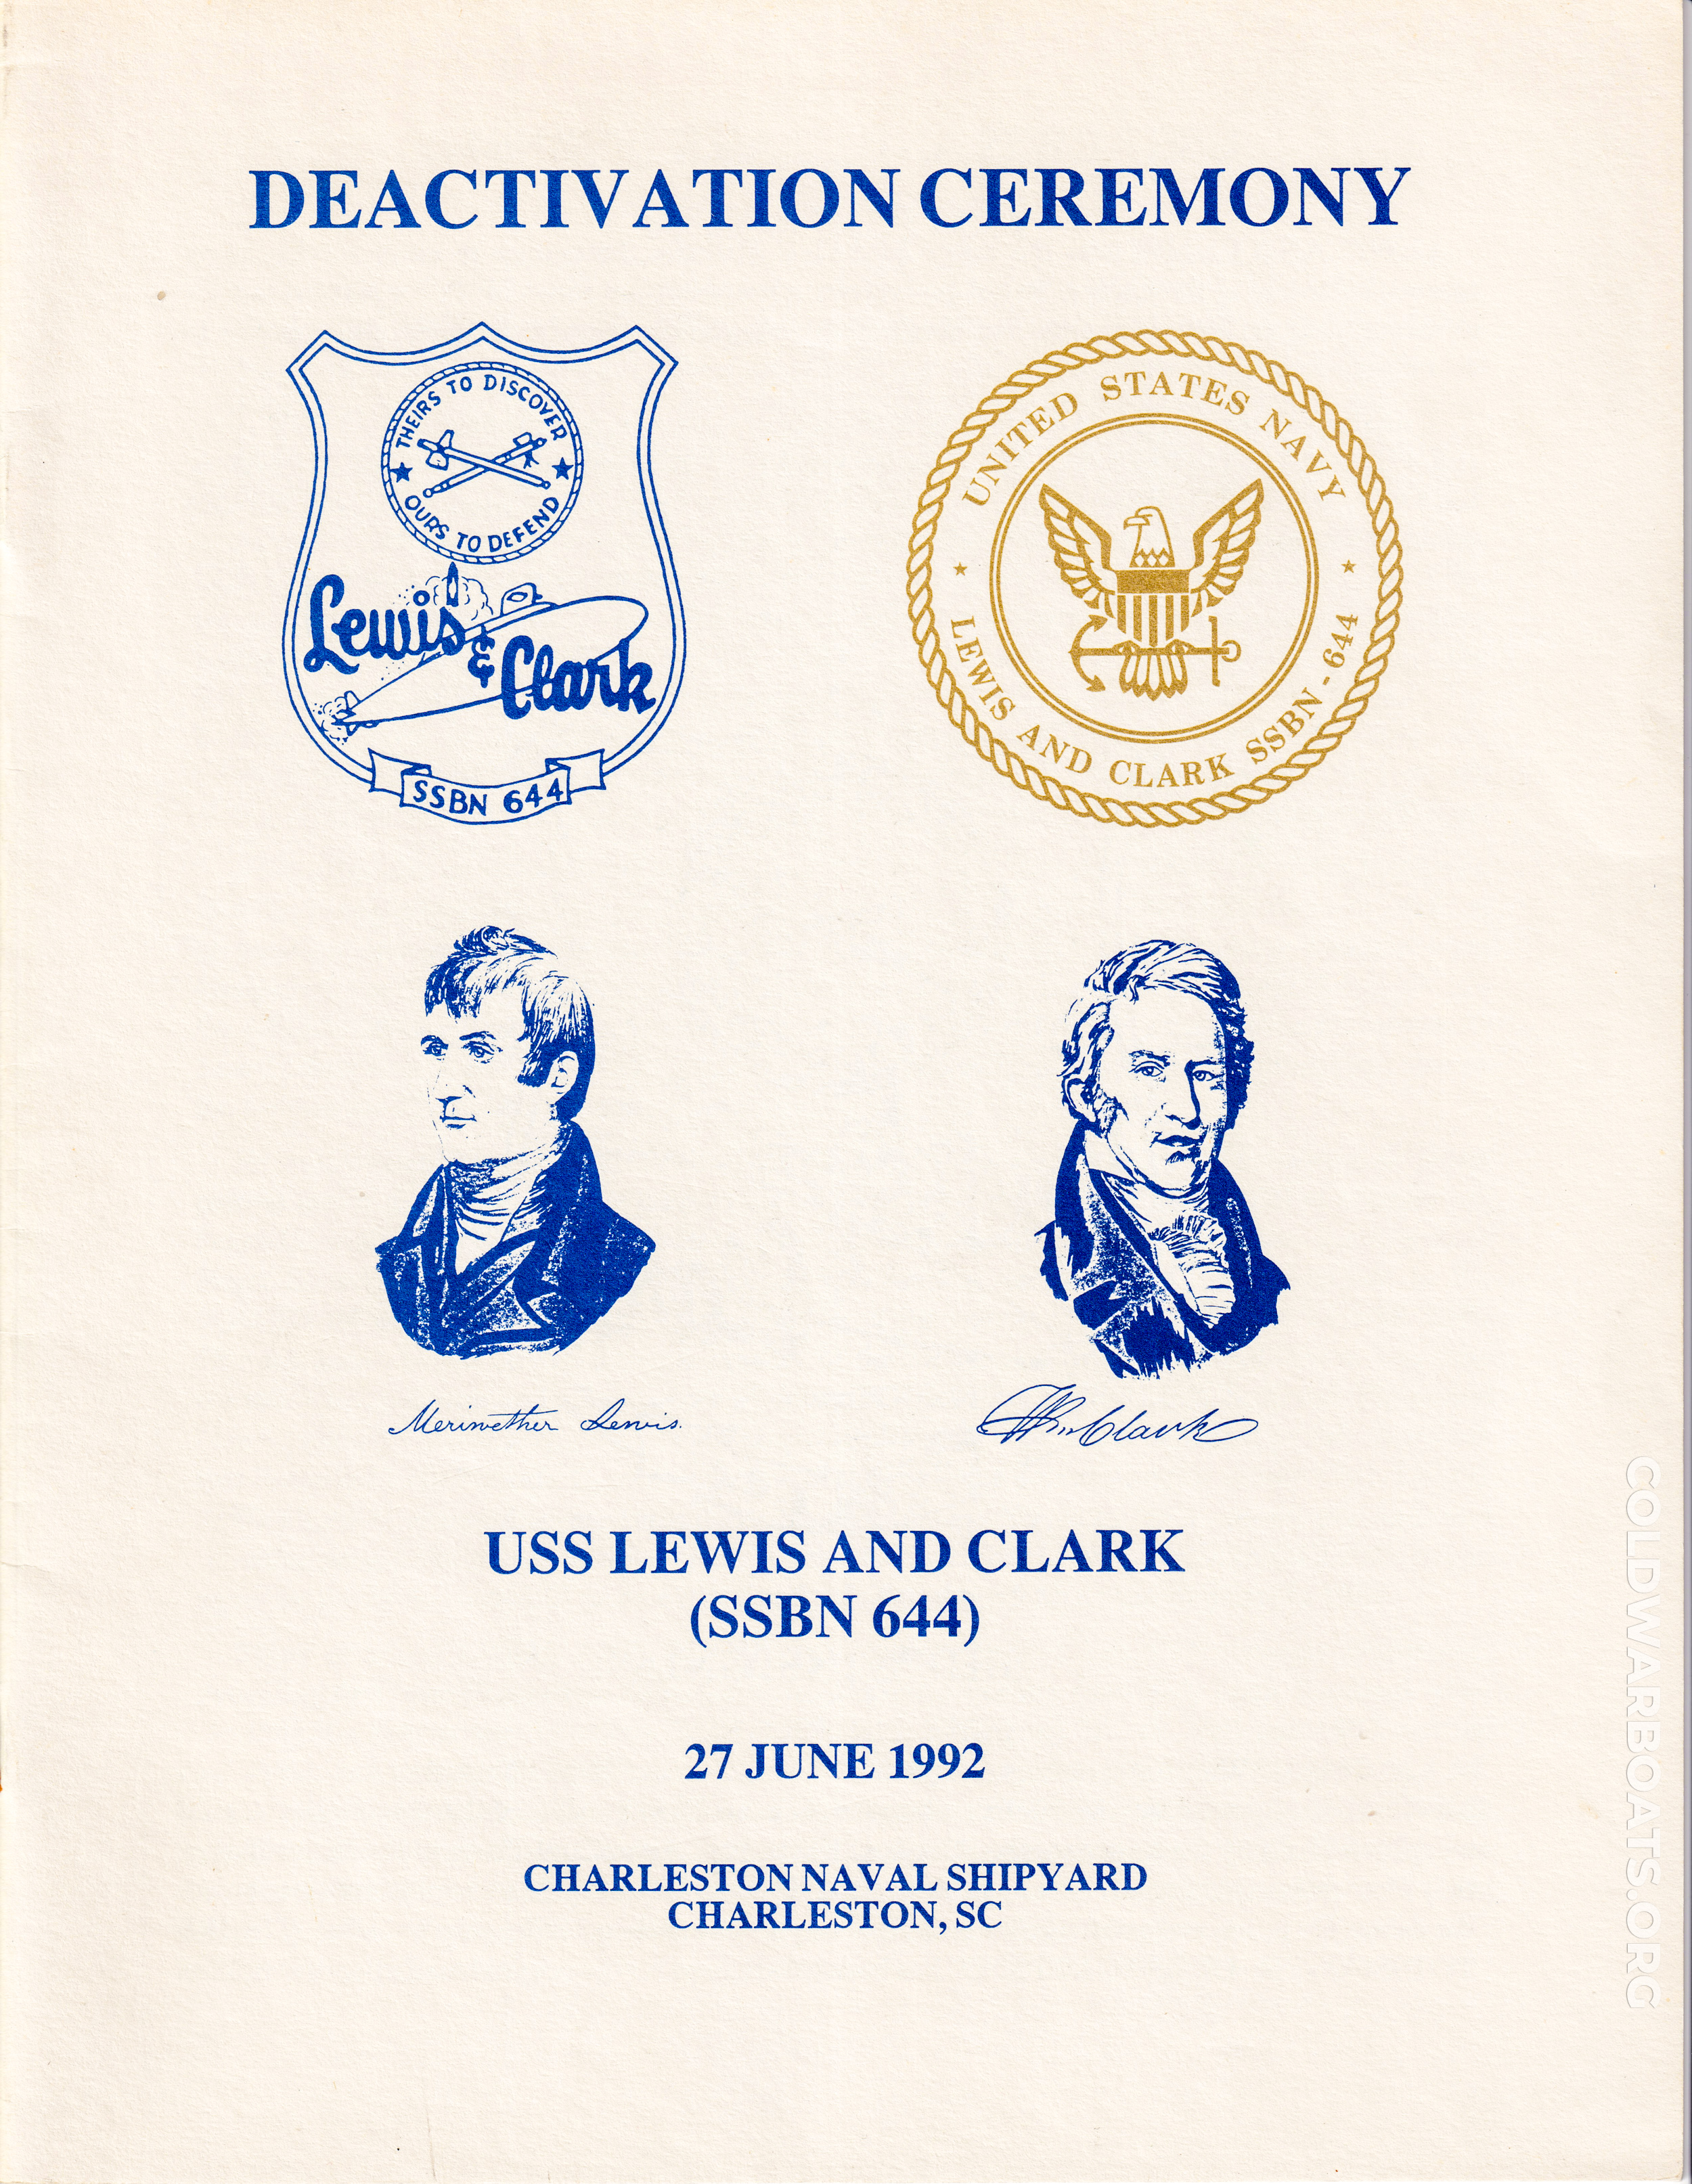 DEACTIVATION CEREMONY
THEIRS TO DISCOVER
OURS TO DEFEND
Lewis
&
Clark
SSBN 644
UNITED STATES NAVY
LEWIS AND CLARK SSBN-644
Meriwether Lewis.
Wm Clark
USS LEWIS AND CLARK
(SSBN 644)
27 JUNE 1992
CHARLESTON NAVAL SHIPYARD
CHARLESTON, SC
COLDWARBOATS.ORG